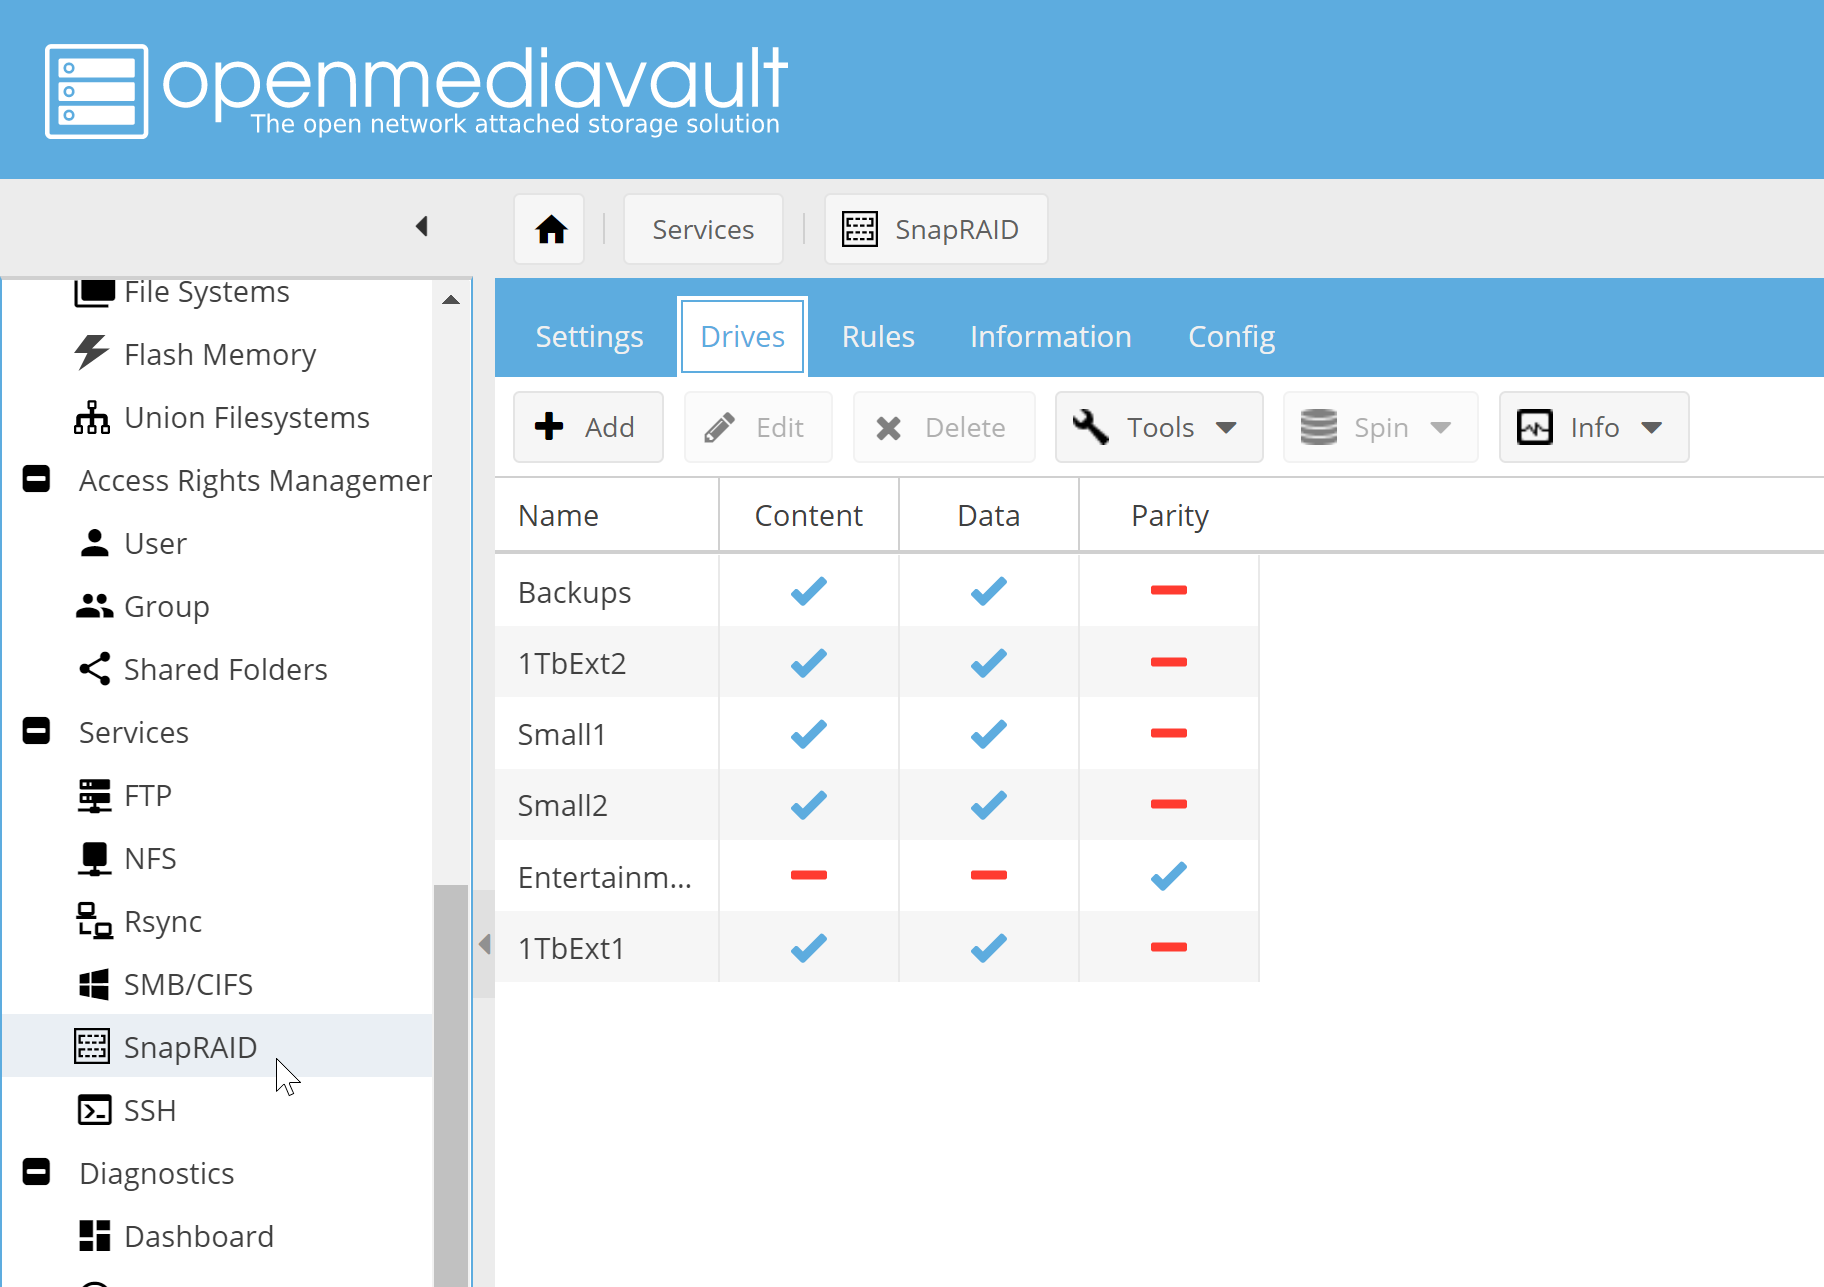 openmediavault
The open network attached storage solution
Services
SnapRAID
File Systems
Flash Memory
Union Filesystems
Access Rights Managemen
User
Group
Shared Folders
Services
FTP
NFS
Rsync
SMB/CIFS
SnapRAID
SSH
Diagnostics
Dashboard
Settings Drives Rules Information Config
Add Edit Delete Tools Spin Info
Name Content Data Parity
Backups
1TbExt2
Small1
Small2
Entertainm...
1TbExt1